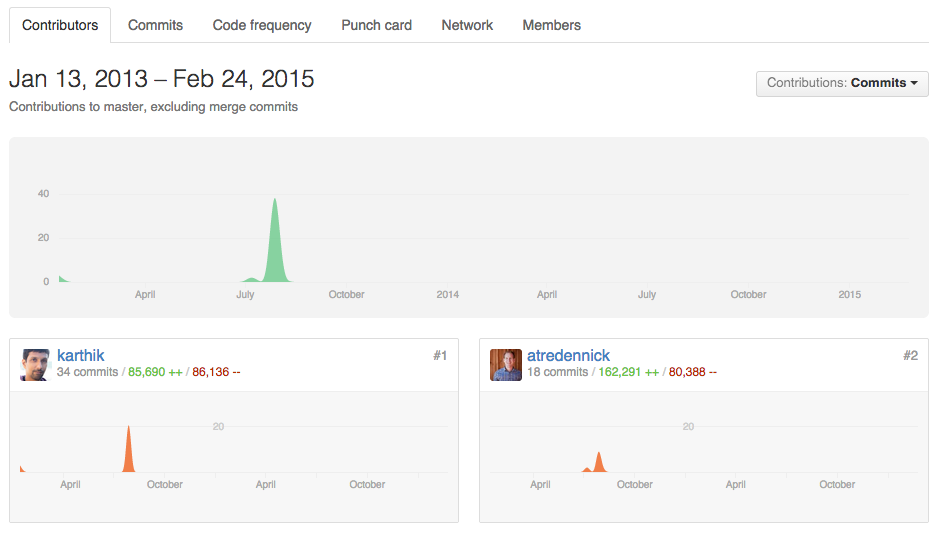 Contributors Commits Code frequency Punch card Network Members
Jan 13, 2013 – Feb 24, 2015
Contributions: Commits
Contributions to master, excluding merge commits
40
20
0
April July October 2014 April July October 2015
karthik #1
34 commits / 85,690 ++ / 86,136 --
20
April October April October
atredennick #2
18 commits / 162,291 ++ / 80,388 --
20
April October April October